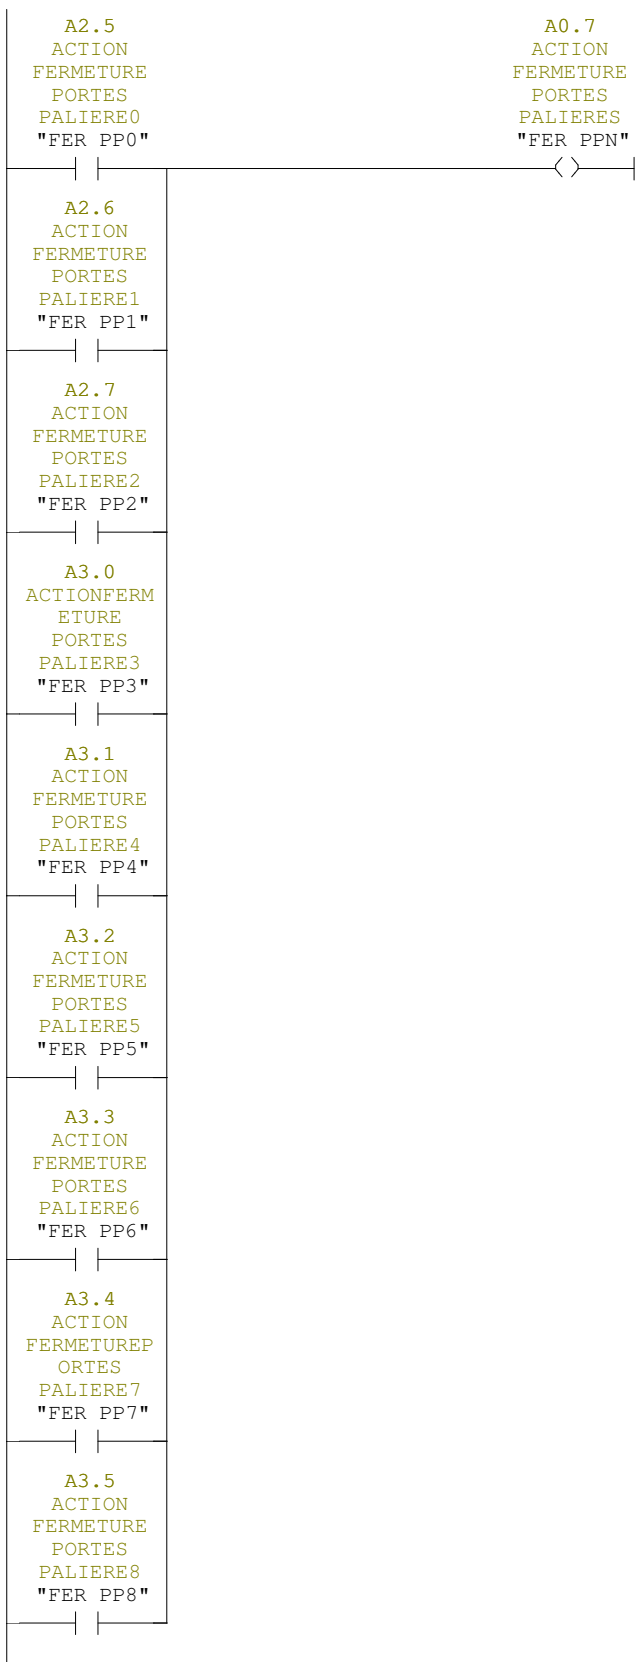 A2.5
ACTION
FERMETURE
PORTES
PALIERE0
"FER PP0"
A0.7
ACTION
FERMETURE
PORTES
PALIERES
"FER PPN"
A2.6
ACTION
FERMETURE
PORTES
PALIERE1
"FER PP1"
A2.7
ACTION
FERMETURE
PORTES
PALIERE2
"FER PP2"
A3.0
ACTIONFERM
ETURE
PORTES
PALIERE3
"FER PP3"
A3.1
ACTION
FERMETURE
PORTES
PALIERE4
"FER PP4"
A3.2
ACTION
FERMETURE
PORTES
PALIERE5
"FER PP5"
A3.3
ACTION
FERMETURE
PORTES
PALIERE6
"FER PP6"
A3.4
ACTION
FERMETUREP
ORTES
PALIERE7
"FER PP7"
A3.5
ACTION
FERMETURE
PORTES
PALIERE8
"FER PP8"